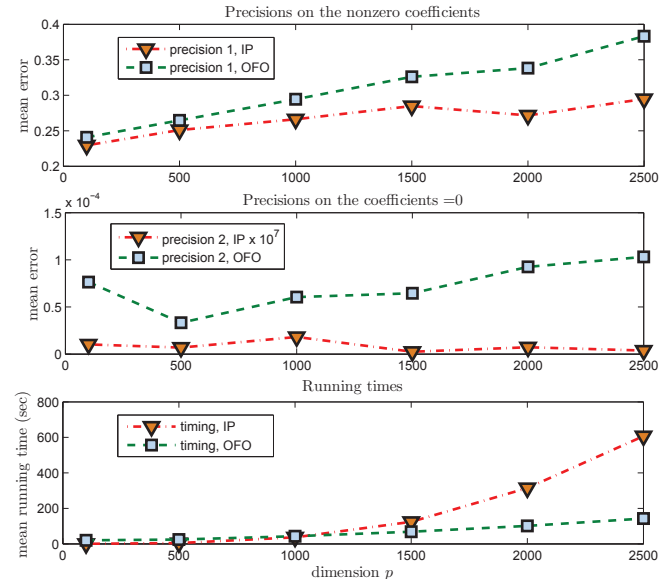 Precisions on the nonzero coefficients
0.4
0.35
0.3
0.25
0.2
mean error
precision 1, IP
precision 1, OFO
0 500 1000 1500 2000 2500
Precisions on the coefficients =0
x 10^-4
1.5
1
0.5
0
mean error
precision 2, IP x 10^7
precision 2, OFO
0 500 1000 1500 2000 2500
Running times
800
600
400
200
0
mean running time (sec)
timing, IP
timing, OFO
0 500 1000 1500 2000 2500
dimension p